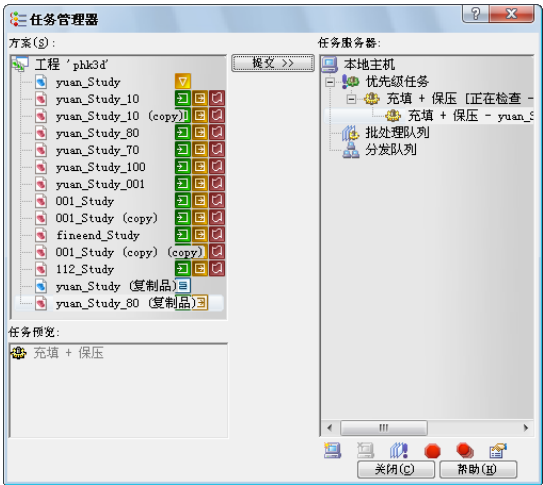 任务管理器
方案(S):
工程 'phk3d'
yuan_Study
yuan_Study_10
yuan_Study_10 (copy)
yuan_Study_80
yuan_Study_70
yuan_Study_100
yuan_Study_001
001_Study
001_Study (copy)
fineend_Study
001_Study (copy) (copy)
112_Study
yuan_Study (复制品)
yuan_Study_80 (复制品)
任务预览:
充填 + 保压
提交 >>
任务服务器:
本地主机
优先级任务
充填 + 保压 [正在检查 -
充填 + 保压 - yuan_S
批处理队列
分发队列
关闭(C)
帮助(H)